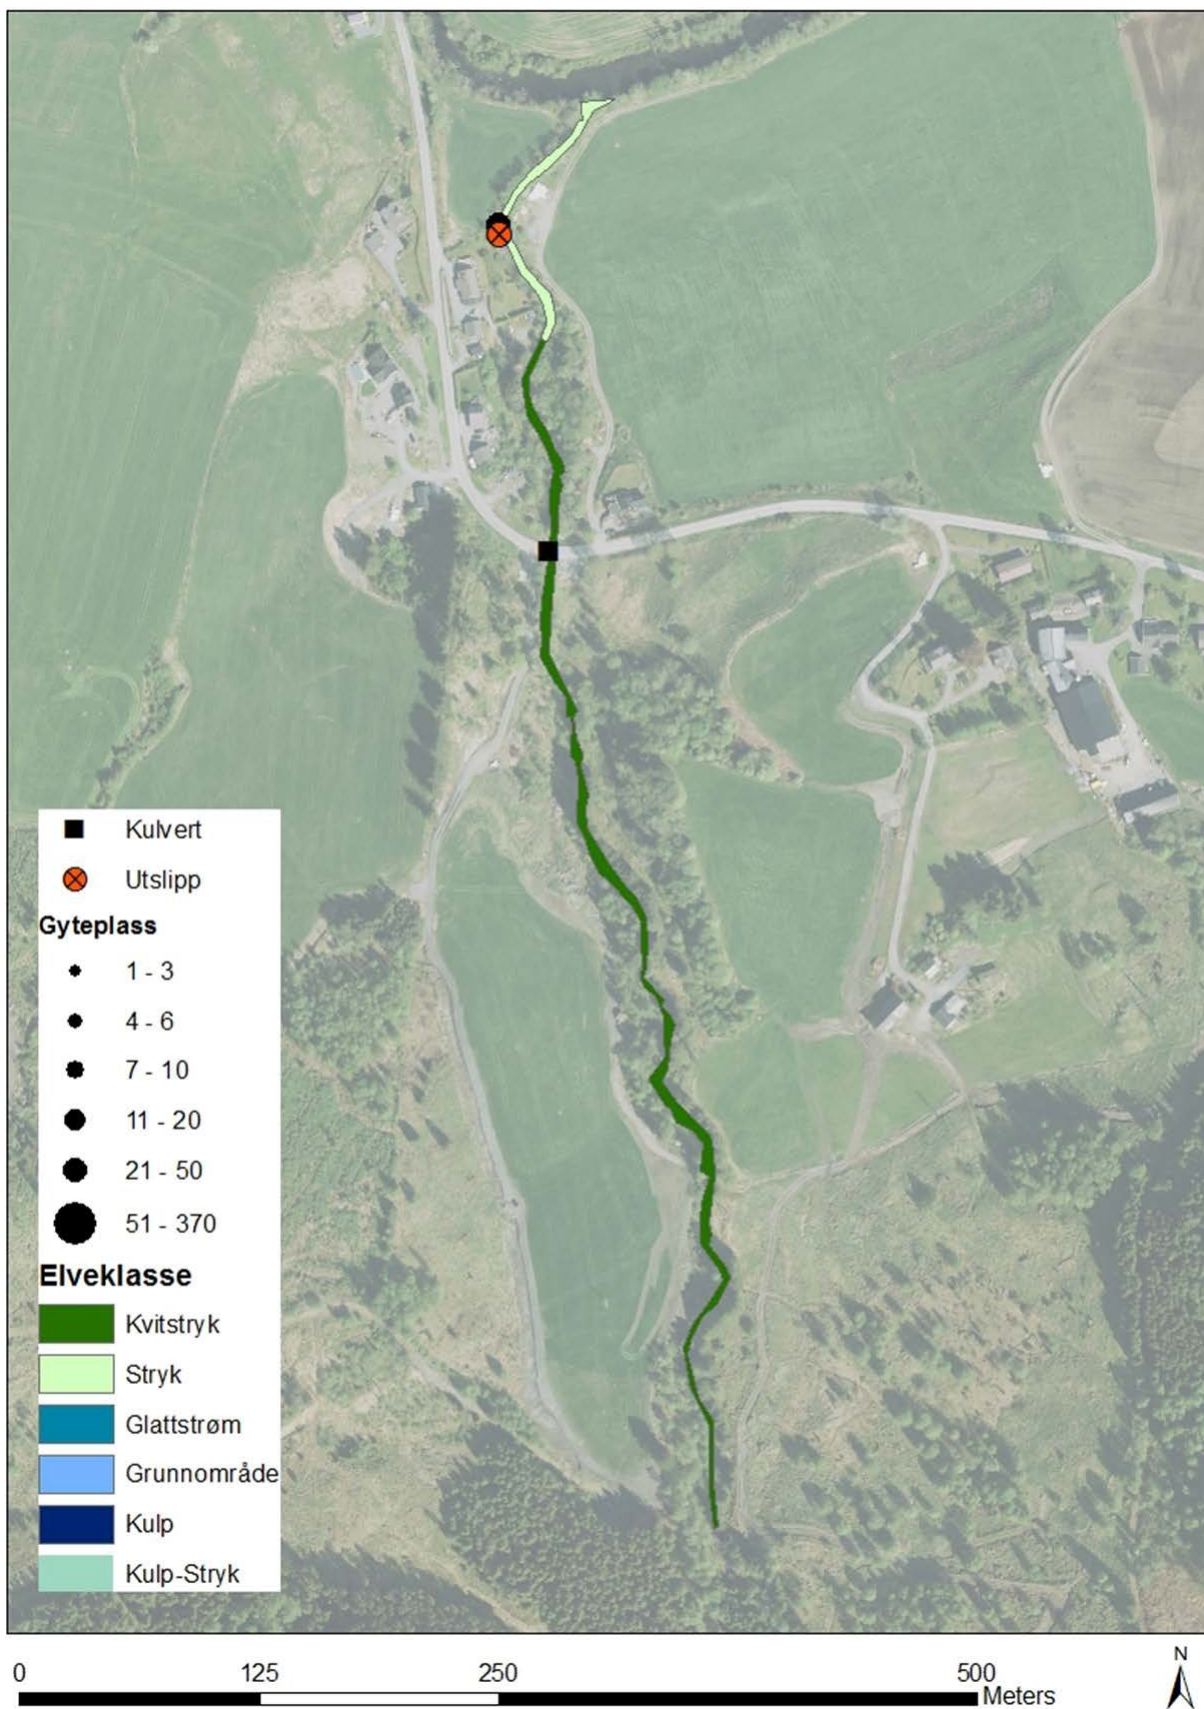 Kulvert
Utslipp
Gyteplass
1 - 3
4 - 6
7 - 10
11 - 20
21 - 50
51 - 370
Elveklasse
Kvitstryk
Stryk
Glattstrøm
Grunnområde
Kulp
Kulp-Stryk
0 125 250 500
Meters
N